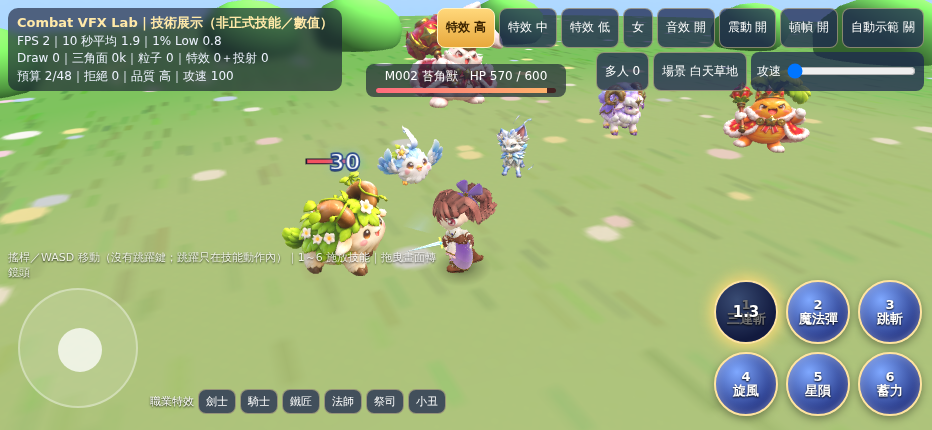 Combat VFX Lab｜技術展示（非正式技能／數值）
FPS 2｜10 秒平均 1.9｜1% Low 0.8
Draw 0｜三角面 0k｜粒子 0｜特效 0＋投射 0
預算 2/48｜拒絕 0｜品質 高｜攻速 100
特效 高
特效 中
特效 低
女
音效 開
震動 開
頓幀 開
自動示範 關
多人 0
場景 白天草地
攻速
M002 苔角獸 HP 570 / 600
30
搖桿／WASD 移動（沒有跳躍鍵；跳躍只在技能動作內）｜1～6 施放技能｜拖曳畫面轉
鏡頭
1
1.3
三連斬
2
魔法彈
3
跳斬
4
旋風
5
星隕
6
蓄力
職業特效
劍士
騎士
鐵匠
法師
祭司
小丑